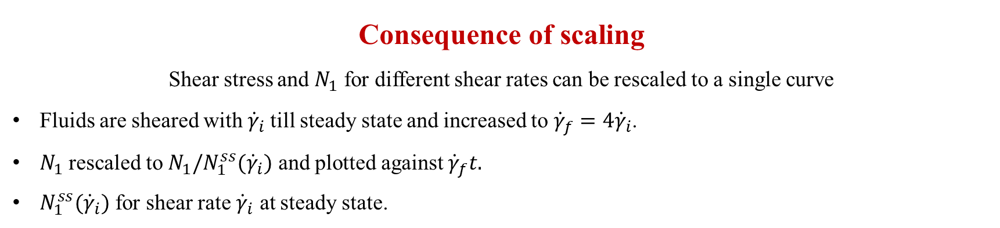 Consequence of scaling
Shear stress and $N_1$ for different shear rates can be rescaled to a single curve
• Fluids are sheared with $\dot{\gamma}_i$ till steady state and increased to $\dot{\gamma}_f = 4\dot{\gamma}_i$.
• $N_1$ rescaled to $N_1/N_1^{ss}(\dot{\gamma}_i)$ and plotted against $\dot{\gamma}_f t$.
• $N_1^{ss}(\dot{\gamma}_i)$ for shear rate $\dot{\gamma}_i$ at steady state.